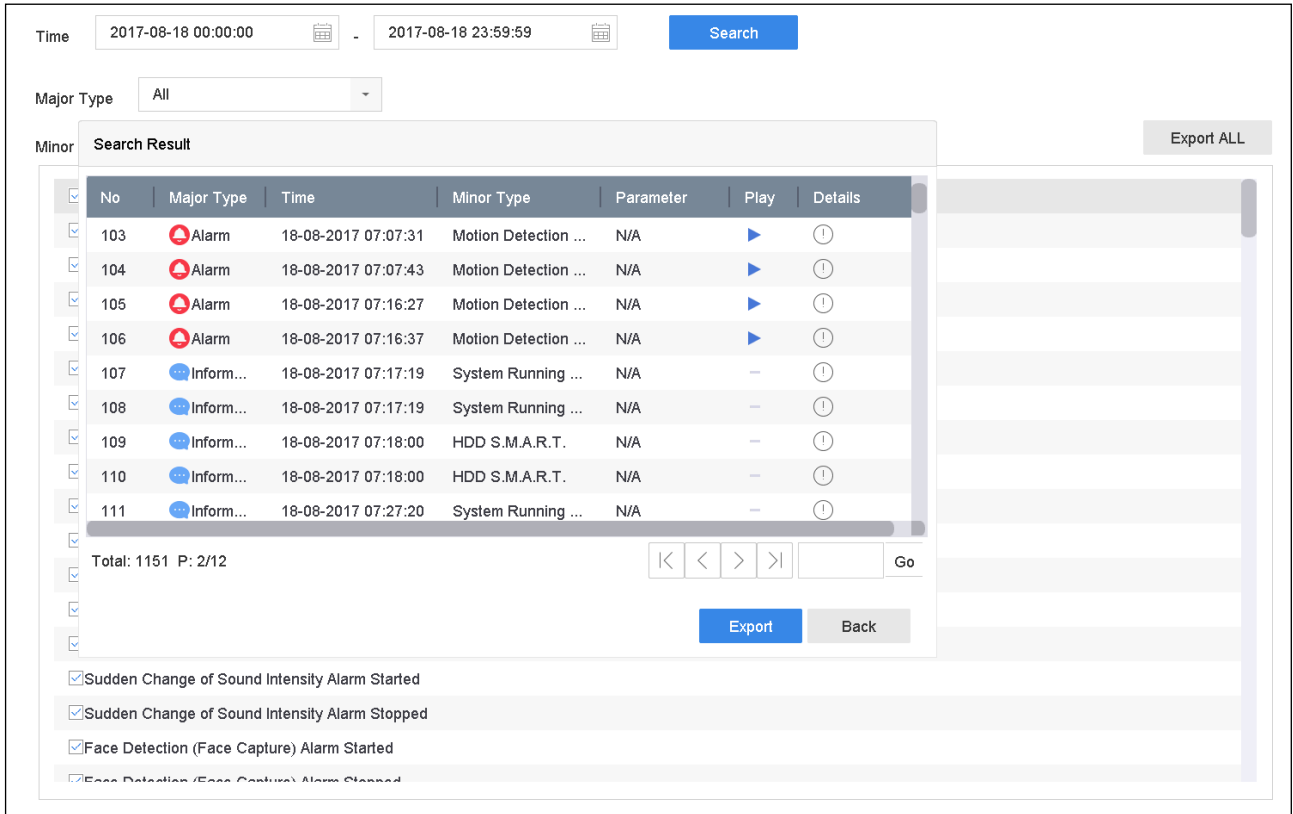 Time 2017-08-18 00:00:00 - 2017-08-18 23:59:59 Search
Major Type All
Minor Search Result Export ALL
No Major Type Time Minor Type Parameter Play Details
103 Alarm 18-08-2017 07:07:31 Motion Detection ... N/A
104 Alarm 18-08-2017 07:07:43 Motion Detection ... N/A
105 Alarm 18-08-2017 07:16:27 Motion Detection ... N/A
106 Alarm 18-08-2017 07:16:37 Motion Detection ... N/A
107 Inform... 18-08-2017 07:17:19 System Running ... N/A
108 Inform... 18-08-2017 07:17:19 System Running ... N/A
109 Inform... 18-08-2017 07:18:00 HDD S.M.A.R.T. N/A
110 Inform... 18-08-2017 07:18:00 HDD S.M.A.R.T. N/A
111 Inform... 18-08-2017 07:27:20 System Running ... N/A
Total: 1151 P: 2/12 Go
Export Back
Sudden Change of Sound Intensity Alarm Started
Sudden Change of Sound Intensity Alarm Stopped
Face Detection (Face Capture) Alarm Started
Face Detection (Face Capture) Alarm Stopped